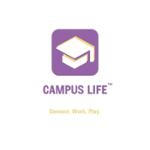 CAMPUS LIFE™
Connect. Work. Play.